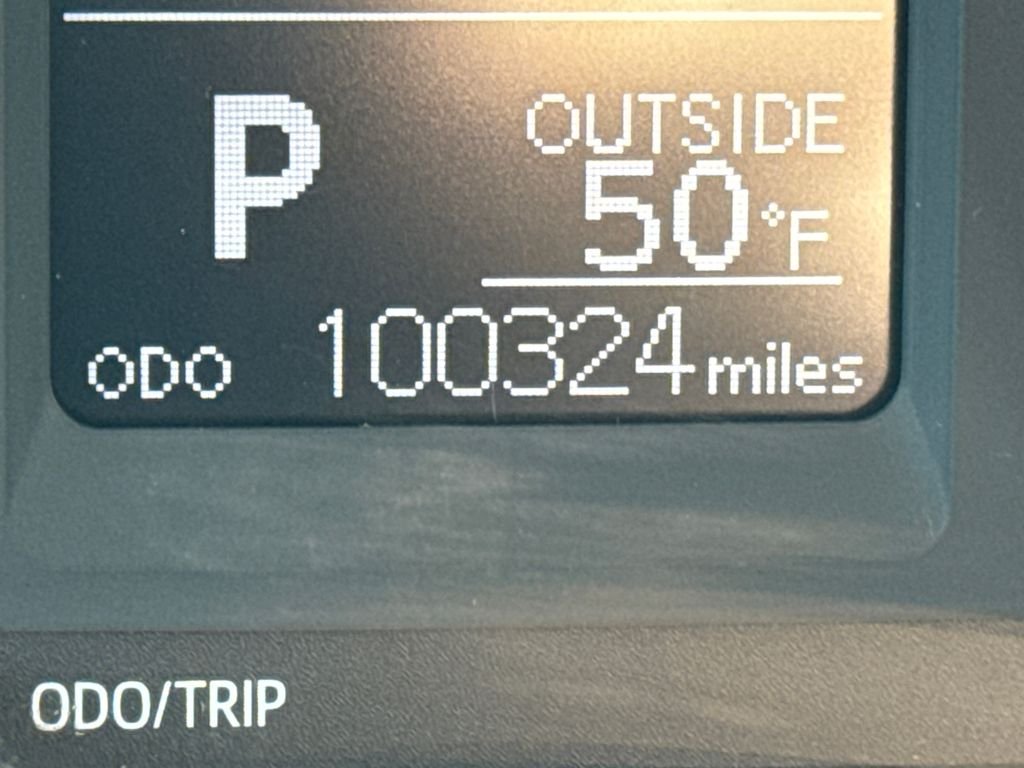 P
OUTSIDE
50°F
ODO 100324 miles
ODO/TRIP